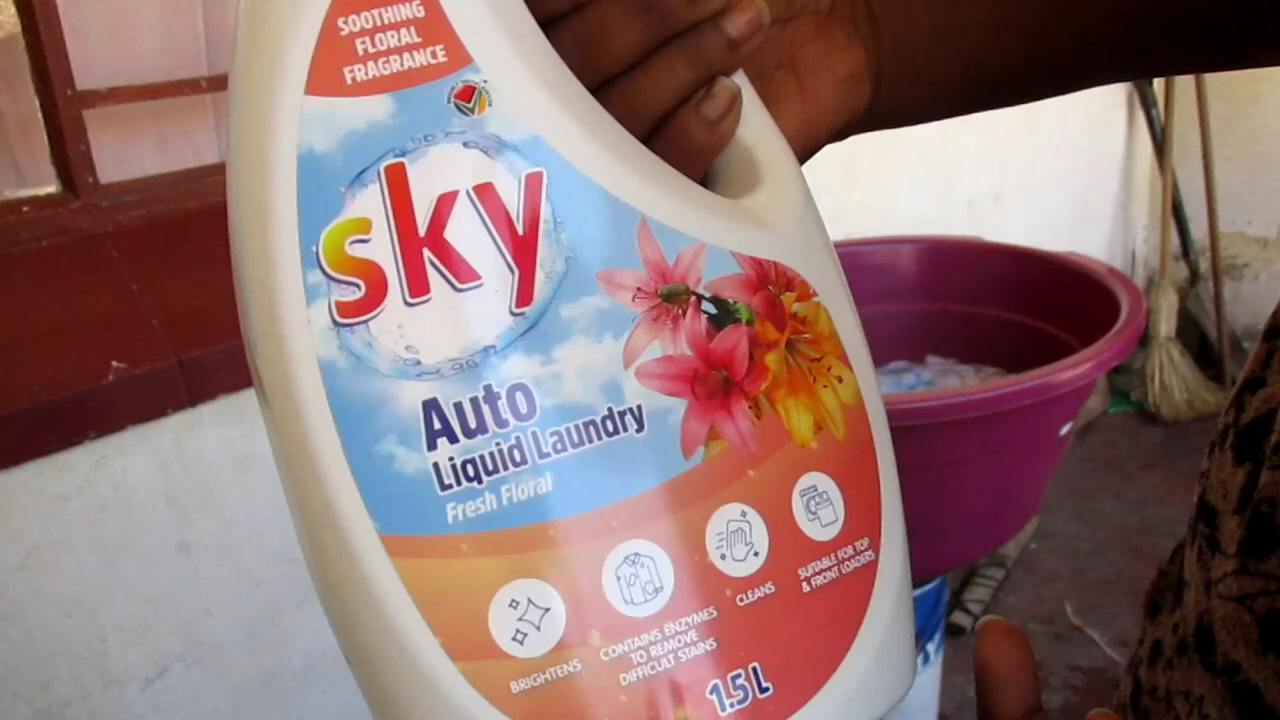 SOOTHING
FLORAL
FRAGRANCE
sky
Auto
Liquid Laundry
Fresh Floral
BRIGHTENS
CONTAINS ENZYMES
TO REMOVE
DIFFICULT STAINS
CLEANS
SUITABLE FOR TOP
& FRONT LOADERS
1.5 L